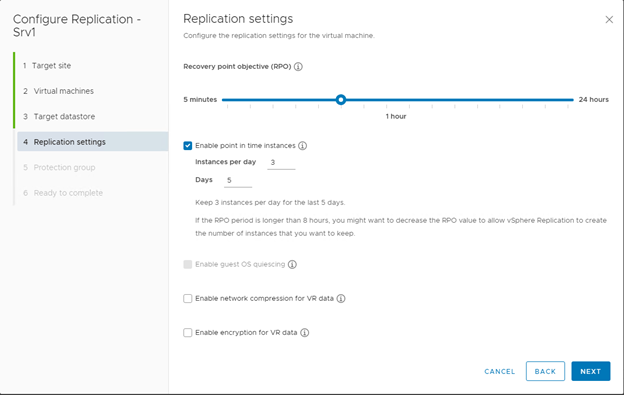 Configure Replication -
Srv1
1 Target site
2 Virtual machines
3 Target datastore
4 Replication settings
5 Protection group
6 Ready to complete
Replication settings
Configure the replication settings for the virtual machine.
Recovery point objective (RPO)
5 minutes
24 hours
1 hour
Enable point in time instances
Instances per day 3
Days 5
Keep 3 instances per day for the last 5 days.
If the RPO period is longer than 8 hours, you might want to decrease the RPO value to allow vSphere Replication to create
the number of instances that you want to keep.
Enable guest OS quiescing
Enable network compression for VR data
Enable encryption for VR data
CANCEL BACK NEXT